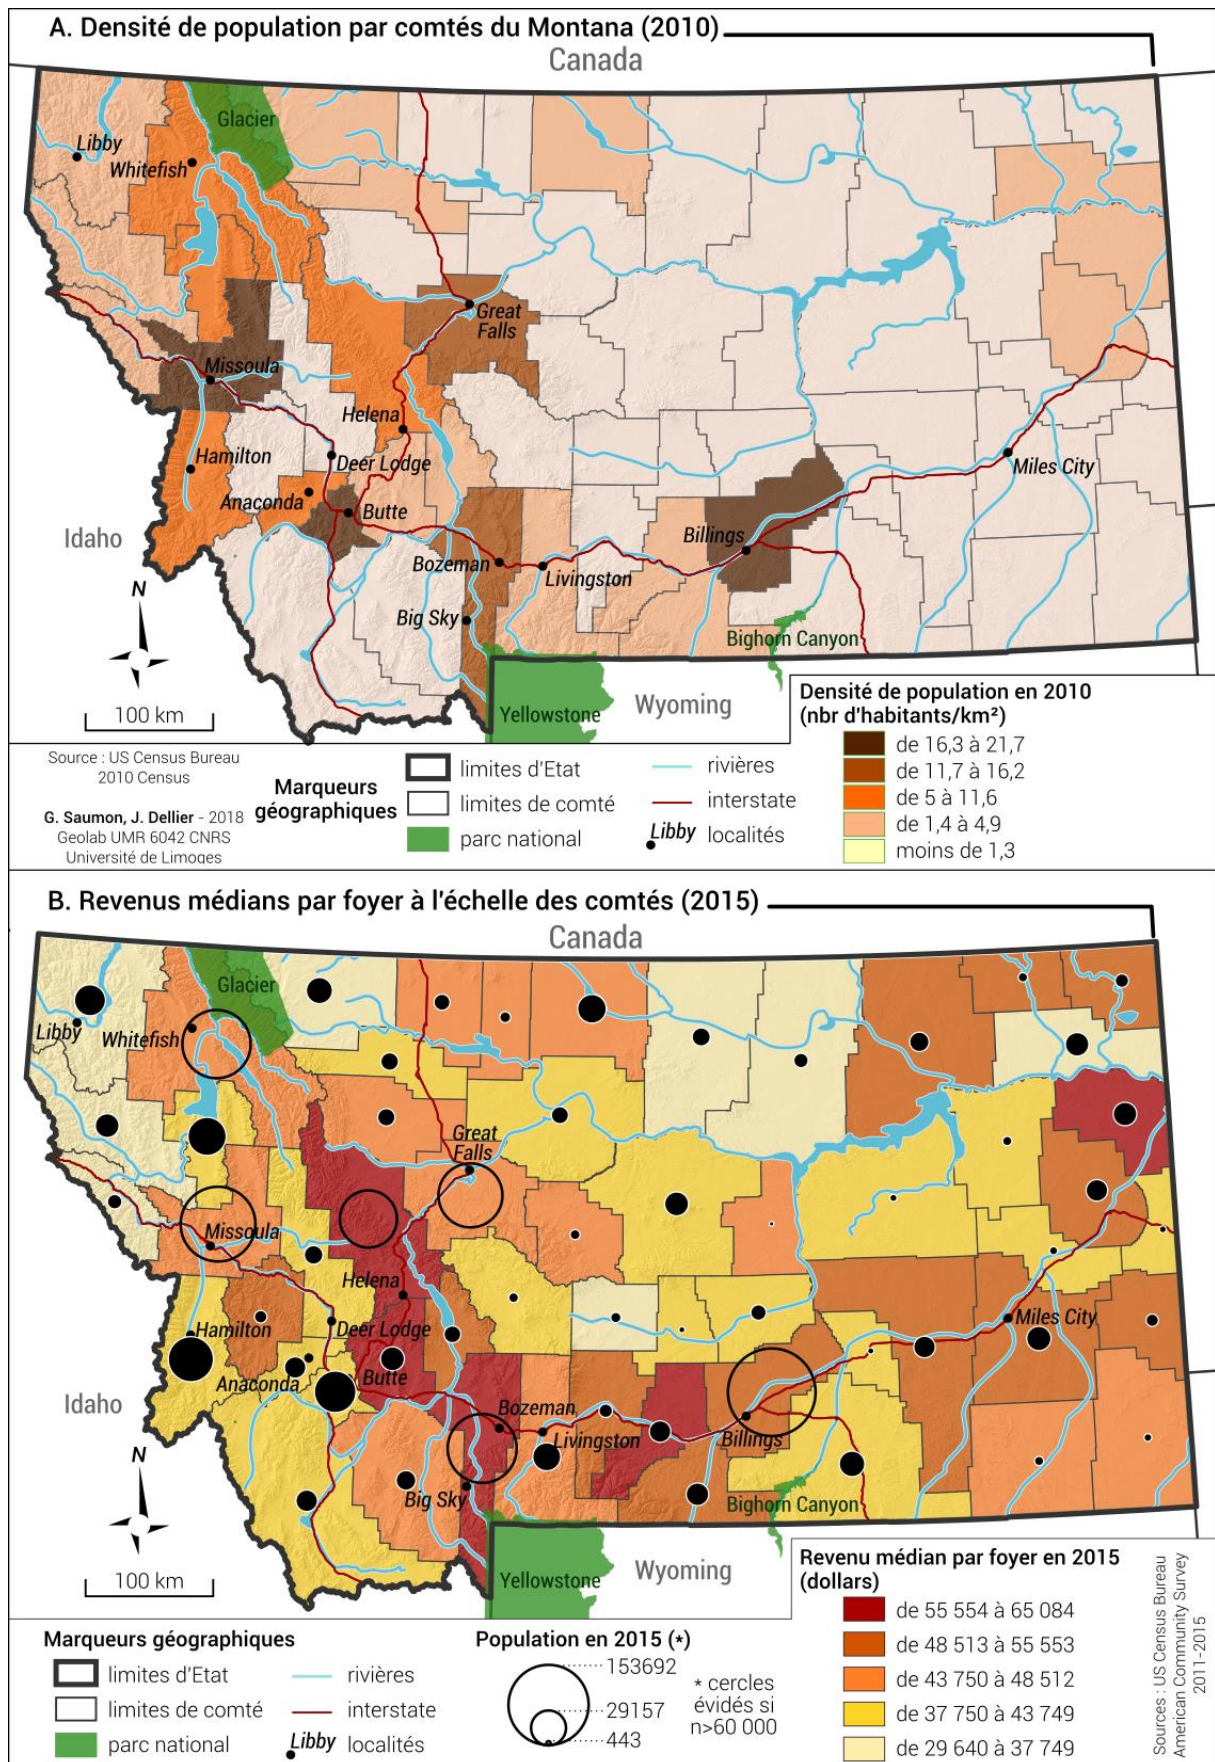 A. Densité de population par comtés du Montana (2010)
Canada
Glacier
Libby
Whitefish
Great
Falls
Missoula
Helena
Hamilton
Deer Lodge
Miles City
Anaconda
Butte
Idaho
Billings
Bozeman
Livingston
N
Big Sky
Bighorn Canyon
100 km
Yellowstone
Wyoming
Densité de population en 2010
(nbr d'habitants/km²)
de 16,3 à 21,7
de 11,7 à 16,2
de 5 à 11,6
de 1,4 à 4,9
moins de 1,3
Source : US Census Bureau
2010 Census
G. Saumon, J. Dellier - 2018
Geolab UMR 6042 CNRS
Université de Limoges
Marqueurs
géographiques
limites d'Etat
limites de comté
parc national
rivières
interstate
Libby localités
B. Revenus médians par foyer à l'échelle des comtés (2015)
Canada
Glacier
Libby
Whitefish
Great
Falls
Missoula
Helena
Hamilton
Deer Lodge
Miles City
Anaconda
Butte
Idaho
Bozeman
Livingston
Billings
N
Big Sky
Bighorn Canyon
100 km
Yellowstone
Wyoming
Revenu médian par foyer en 2015
(dollars)
de 55 554 à 65 084
de 48 513 à 55 553
de 43 750 à 48 512
de 37 750 à 43 749
de 29 640 à 37 749
Sources : US Census Bureau
American Community Survey
2011-2015
Marqueurs géographiques
limites d'Etat
limites de comté
parc national
rivières
interstate
Libby localités
Population en 2015 (*)
153692
29157
443
* cercles
évidés si
n>60 000